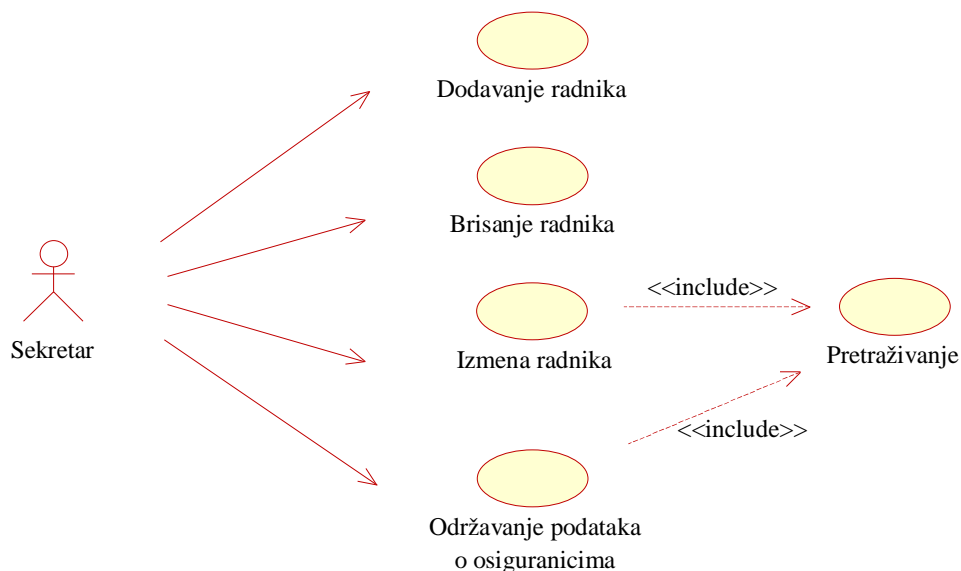 Dodavanje radnika
Brisanje radnika
Sekretar
<<include>>
Izmena radnika
Pretraživanje
<<include>>
Održavanje podataka
o osiguranicima